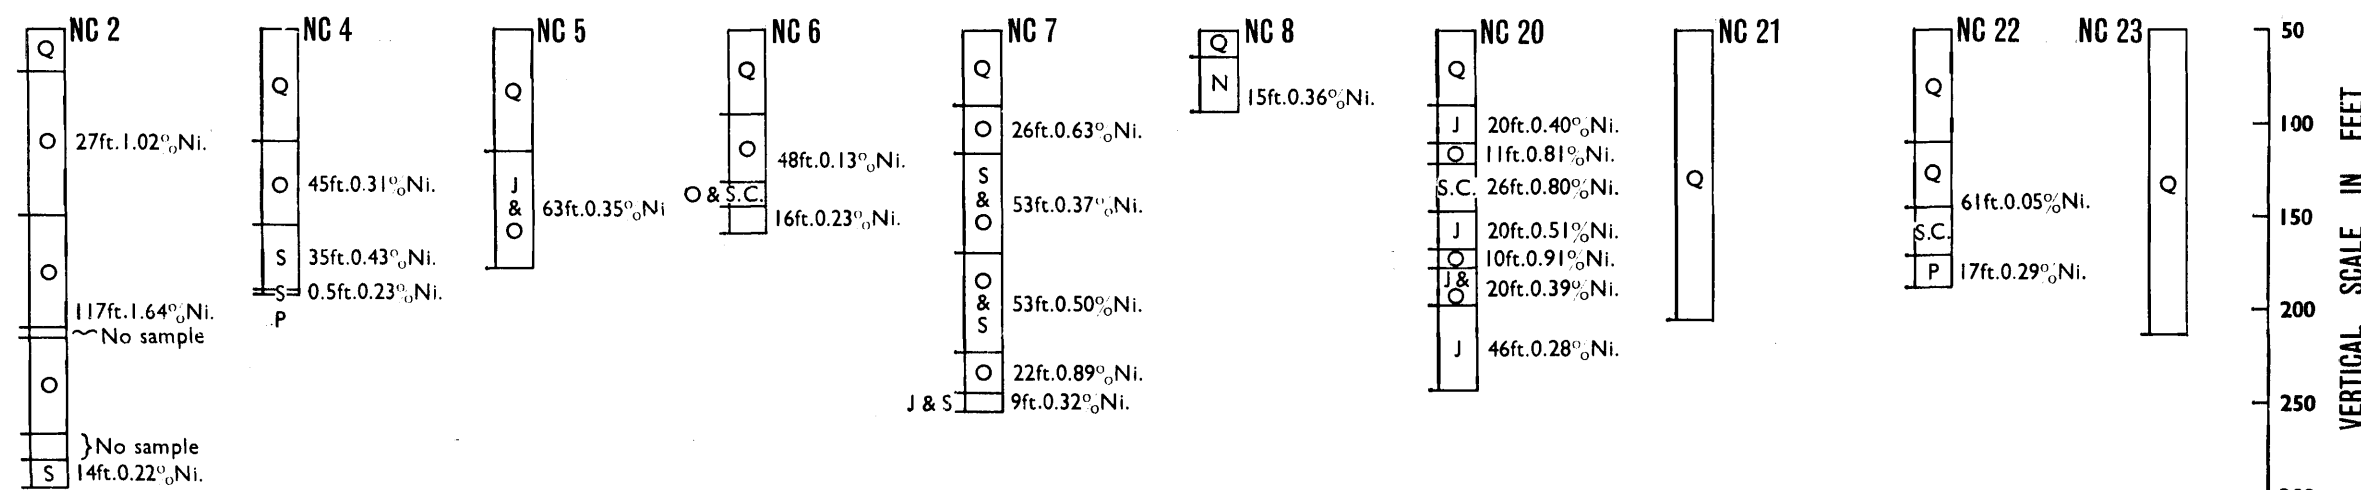 NC 2
Q
O
27ft.1.02%Ni.
O
117ft.1.64%Ni.
No sample
O
}No sample
S
14ft.0.22%Ni.
NC 4
Q
O
45ft.0.31%Ni.
S
35ft.0.43%Ni.
S
0.5ft.0.23%Ni.
P
NC 5
Q
J
&
O
63ft.0.35%Ni
NC 6
Q
O
48ft.0.13%Ni.
O & S.C.
16ft.0.23%Ni.
NC 7
Q
O
26ft.0.63%Ni.
S
&
O
53ft.0.37%Ni.
O
&
S
53ft.0.50%Ni.
O
22ft.0.89%Ni.
J & S
9ft.0.32%Ni.
NC 8
Q
N
15ft.0.36%Ni.
NC 20
Q
J
20ft.0.40%Ni.
O
11ft.0.81%Ni.
S.C.
26ft.0.80%Ni.
J
20ft.0.51%Ni.
O
10ft.0.91%Ni.
J &
O
20ft.0.39%Ni.
J
46ft.0.28%Ni.
NC 21
Q
NC 22
Q
Q
61ft.0.05%Ni.
S.C.
P
17ft.0.29%Ni.
NC 23
Q
50
100
150
200
250
VERTICAL SCALE IN FEET